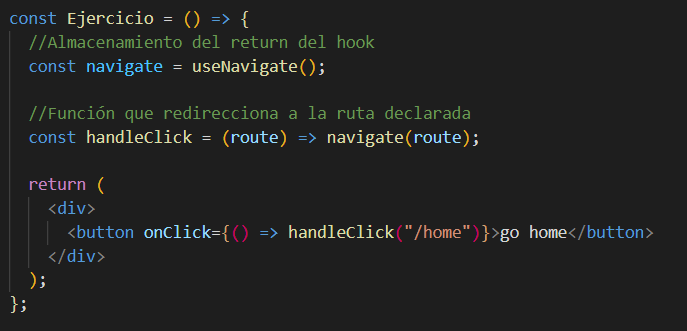 const Ejercicio = () => {
  //Almacenamiento del return del hook
  const navigate = useNavigate();

  //Función que redirecciona a la ruta declarada
  const handleClick = (route) => navigate(route);

  return (
    <div>
      <button onClick={() => handleClick("/home")}>go home</button>
    </div>
  );
};